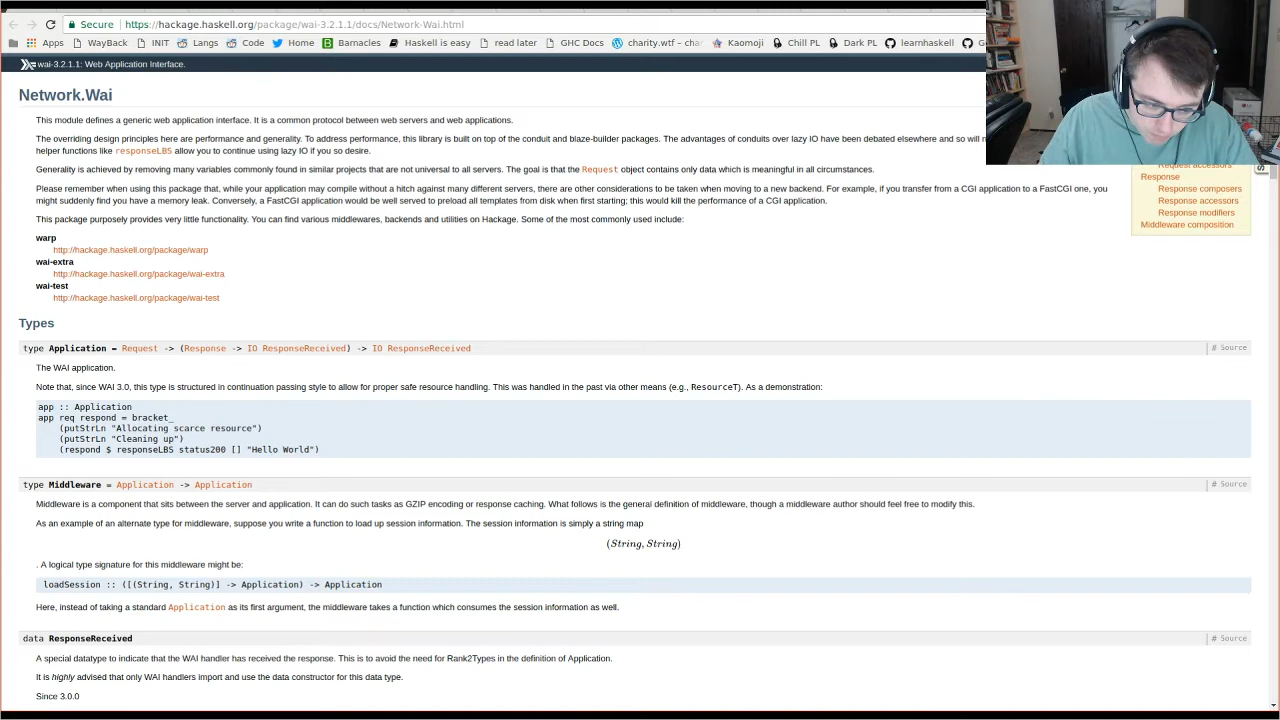 Secure https://hackage.haskell.org/package/wai-3.2.1.1/docs/Network-Wai.html
Apps WayBack INIT Langs Code Home Barnacles Haskell is easy read later GHC Docs charity.wtf – cha: Kaomoji Chill PL Dark PL learnhaskell G
wai-3.2.1.1: Web Application Interface.
Network.Wai
This module defines a generic web application interface. It is a common protocol between web servers and web applications.
The overriding design principles here are performance and generality. To address performance, this library is built on top of the conduit and blaze-builder packages. The advantages of conduits over lazy IO have been debated elsewhere and so will
helper functions like responseLBS allow you to continue using lazy IO if you so desire.
Generality is achieved by removing many variables commonly found in similar projects that are not universal to all servers. The goal is that the Request object contains only data which is meaningful in all circumstances.
Please remember when using this package that, while your application may compile without a hitch against many different servers, there are other considerations to be taken when moving to a new backend. For example, if you transfer from a CGI application to a FastCGI one, you
might suddenly find you have a memory leak. Conversely, a FastCGI application would be well served to preload all templates from disk when first starting; this would kill the performance of a CGI application.
This package purposely provides very little functionality. You can find various middlewares, backends and utilities on Hackage. Some of the most commonly used include:
warp
http://hackage.haskell.org/package/warp
wai-extra
http://hackage.haskell.org/package/wai-extra
wai-test
http://hackage.haskell.org/package/wai-test
Request accessors
Response
Response composers
Response accessors
Response modifiers
Middleware composition
Types
type Application = Request -> (Response -> IO ResponseReceived) -> IO ResponseReceived
# Source
The WAI application.
Note that, since WAI 3.0, this type is structured in continuation passing style to allow for proper safe resource handling. This was handled in the past via other means (e.g., ResourceT). As a demonstration:
app :: Application
app req respond = bracket_
(putStrLn "Allocating scarce resource")
(putStrLn "Cleaning up")
(respond $ responseLBS status200 [] "Hello World")
type Middleware = Application -> Application
# Source
Middleware is a component that sits between the server and application. It can do such tasks as GZIP encoding or response caching. What follows is the general definition of middleware, though a middleware author should feel free to modify this.
As an example of an alternate type for middleware, suppose you write a function to load up session information. The session information is simply a string map
(String, String)
. A logical type signature for this middleware might be:
loadSession :: ([(String, String)] -> Application) -> Application
Here, instead of taking a standard Application as its first argument, the middleware takes a function which consumes the session information as well.
data ResponseReceived
# Source
A special datatype to indicate that the WAI handler has received the response. This is to avoid the need for Rank2Types in the definition of Application.
It is highly advised that only WAI handlers import and use the data constructor for this data type.
Since 3.0.0